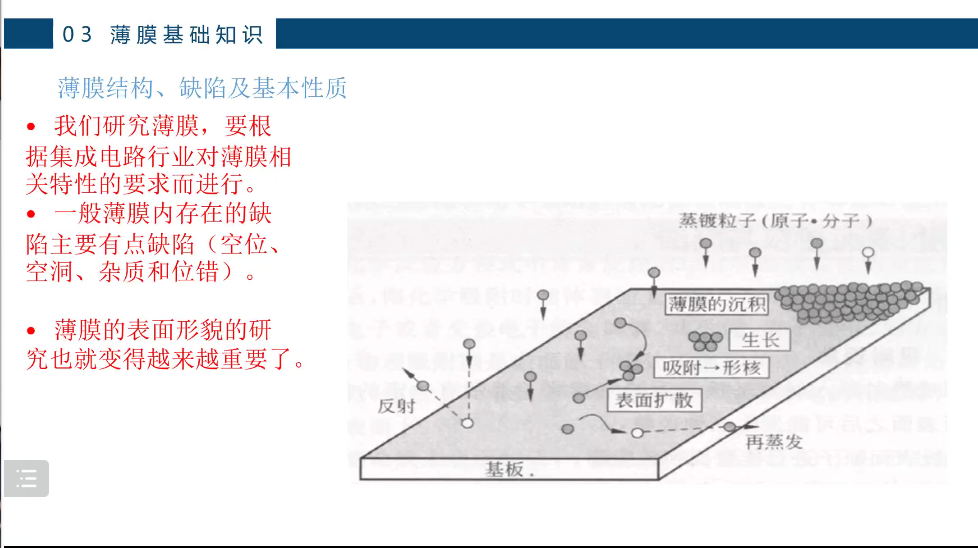 03 薄膜基础知识
薄膜结构、缺陷及基本性质
• 我们研究薄膜，要根
据集成电路行业对薄膜相
关特性的要求而进行。
• 一般薄膜内存在的缺
陷主要有点缺陷（空位、
空洞、杂质和位错）。
• 薄膜的表面形貌的研
究也就变得越来越重要了。
蒸镀粒子(原子•分子)
薄膜的沉积
生长
吸附→形核
表面扩散
反射
再蒸发
基板.